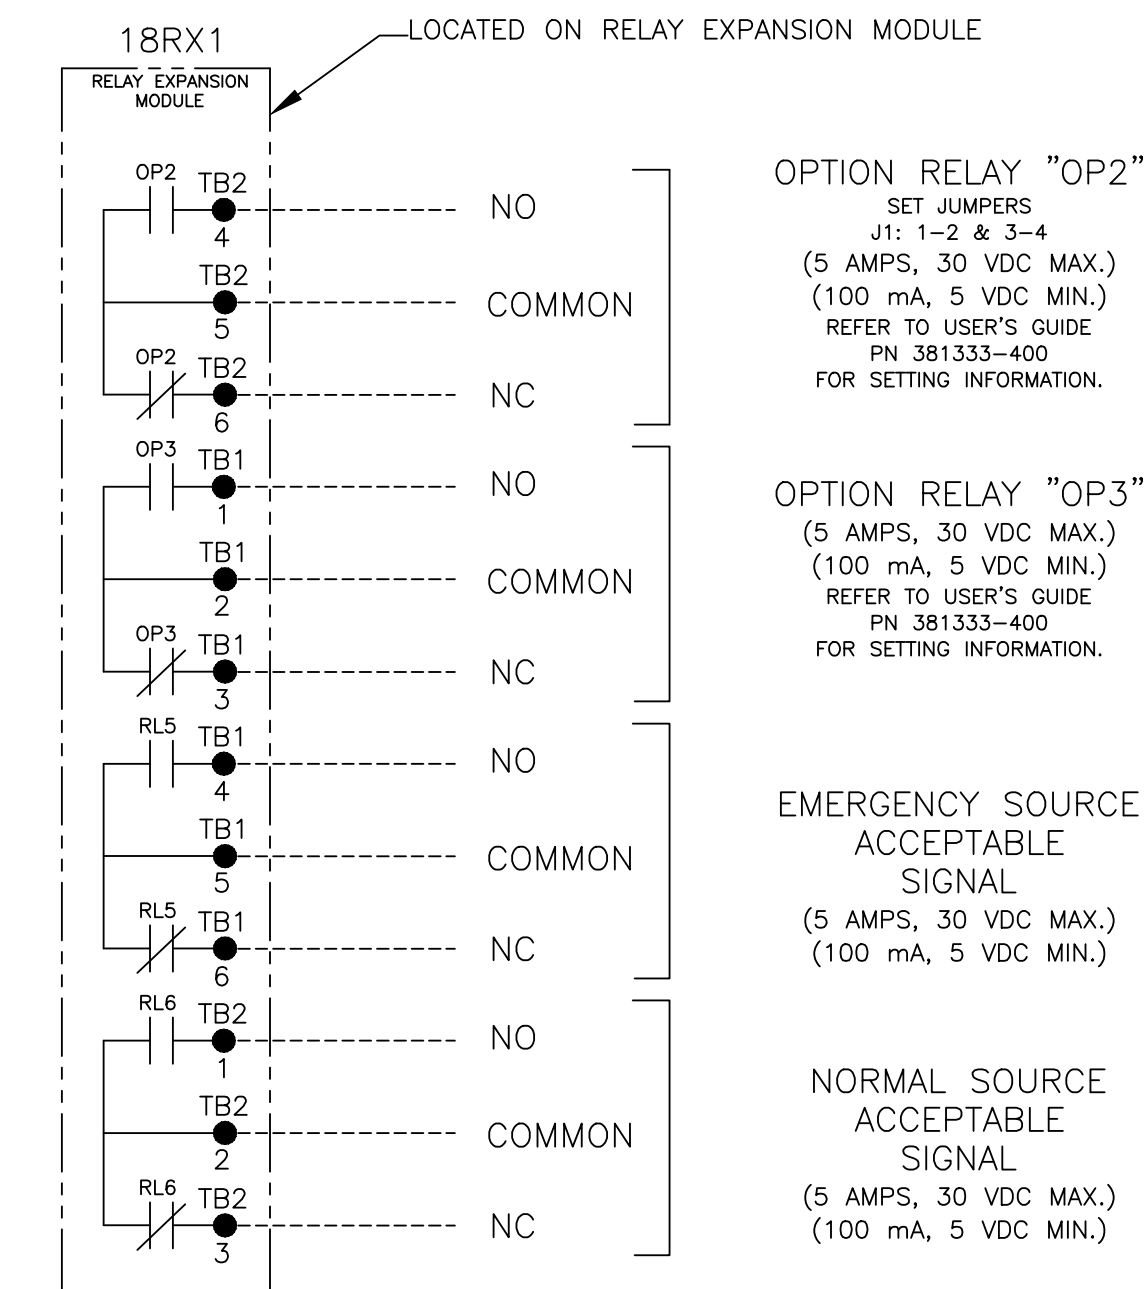 18RX1
LOCATED ON RELAY EXPANSION MODULE
RELAY EXPANSION
MODULE
OP2 TB2
4
NO
TB2
5
COMMON
OP2 TB2
6
NC
OPTION RELAY ”OP2”
SET JUMPERS
J1: 1–2 & 3–4
(5 AMPS, 30 VDC MAX.)
(100 mA, 5 VDC MIN.)
REFER TO USER'S GUIDE
PN 381333–400
FOR SETTING INFORMATION.
OP3 TB1
1
NO
TB1
2
COMMON
OP3 TB1
3
NC
OPTION RELAY ”OP3”
(5 AMPS, 30 VDC MAX.)
(100 mA, 5 VDC MIN.)
REFER TO USER'S GUIDE
PN 381333–400
FOR SETTING INFORMATION.
RL5 TB1
4
NO
TB1
5
COMMON
RL5 TB1
6
NC
EMERGENCY SOURCE
ACCEPTABLE
SIGNAL
(5 AMPS, 30 VDC MAX.)
(100 mA, 5 VDC MIN.)
RL6 TB2
1
NO
TB2
2
COMMON
RL6 TB2
3
NC
NORMAL SOURCE
ACCEPTABLE
SIGNAL
(5 AMPS, 30 VDC MAX.)
(100 mA, 5 VDC MIN.)